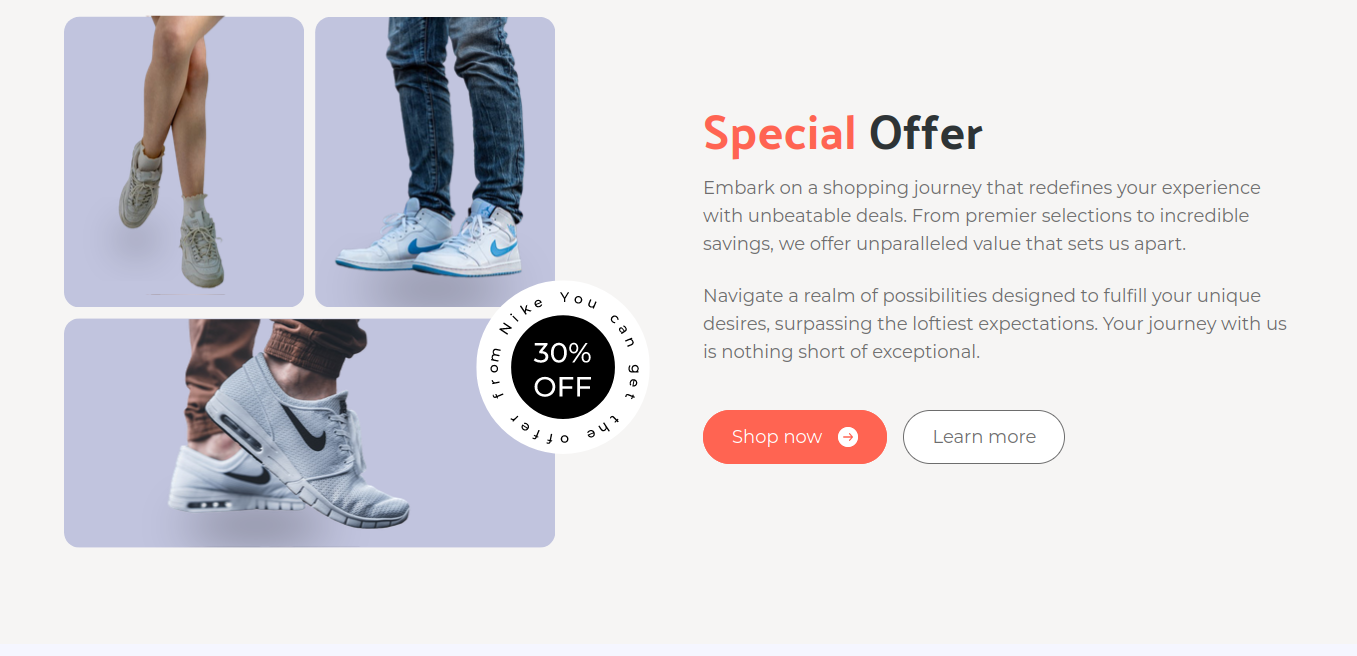 Special Offer
Embark on a shopping journey that redefines your experience
with unbeatable deals. From premier selections to incredible
savings, we offer unparalleled value that sets us apart.
Navigate a realm of possibilities designed to fulfill your unique
desires, surpassing the loftiest expectations. Your journey with us
is nothing short of exceptional.
Shop now
Learn more
You can get the offer from Nike
30%
OFF